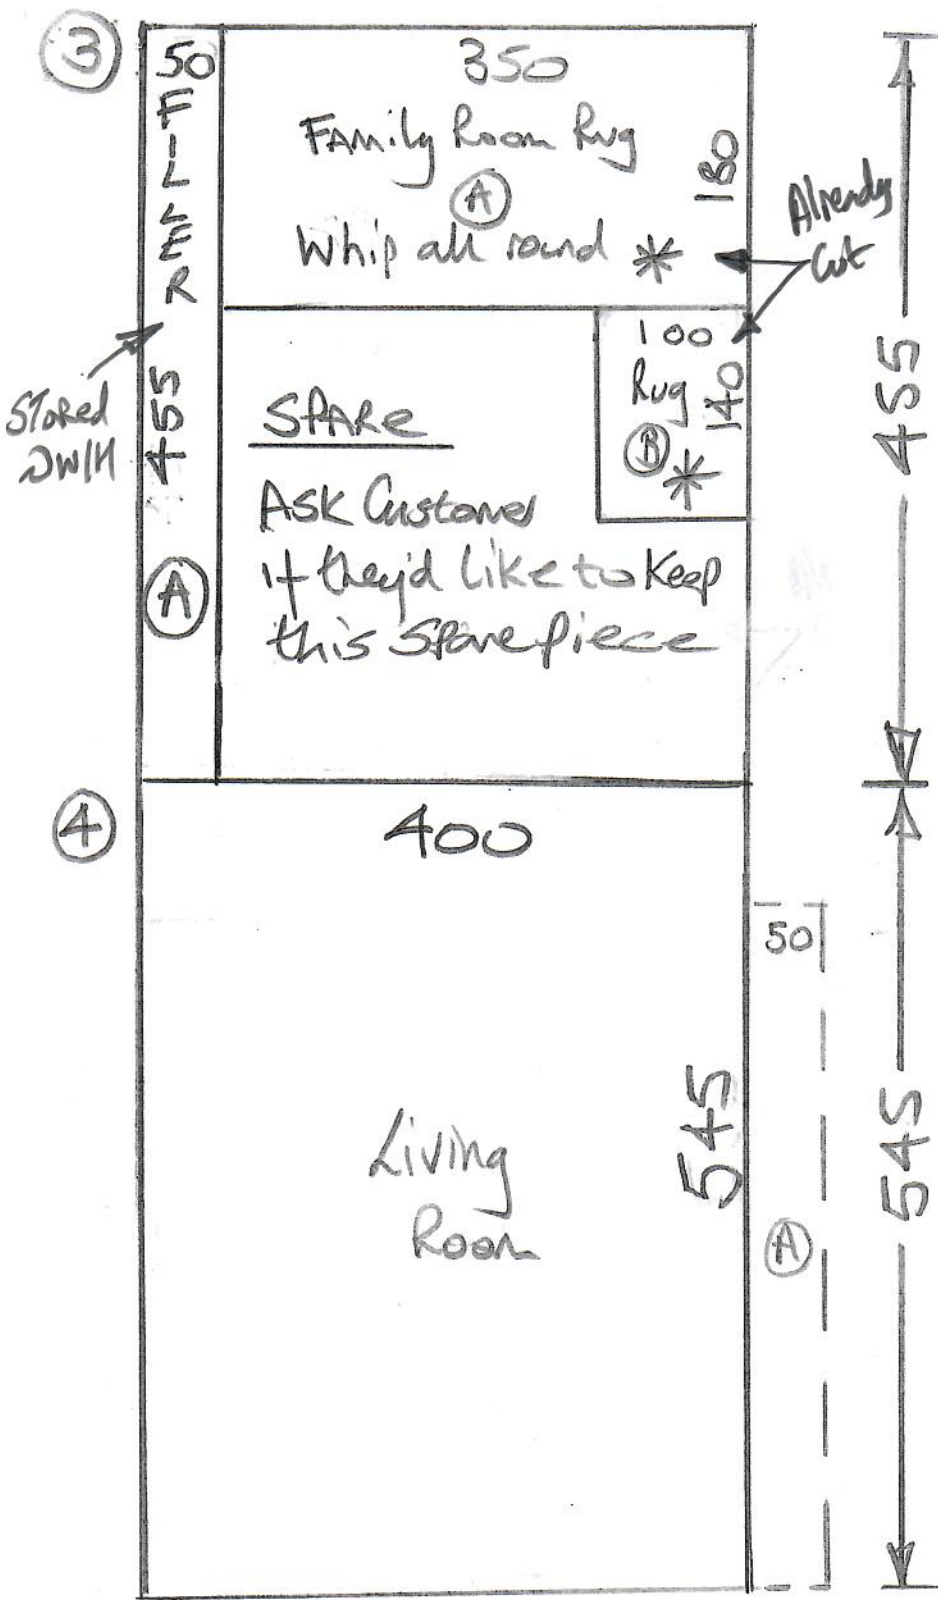 3
50
FILLER
455
A
350
Family Room Rug
A
Whip all round *
180
Already
Cut
100
Rug
140
B
*
Stored
SPARE
Ask Customer
if they'd like to keep
this spare piece
455
4
400
50
545
Living
Room
A
545